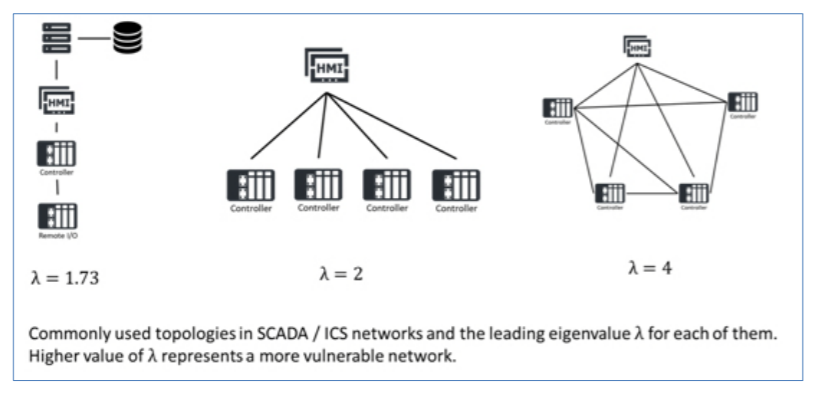 HMI
HMI
HMI
Controller
Controller
Controller
Controller
Controller
Controller
Controller
Controller
Controller
Remote I/O
λ = 1.73
λ = 2
λ = 4
Commonly used topologies in SCADA / ICS networks and the leading eigenvalue λ for each of them.
Higher value of λ represents a more vulnerable network.